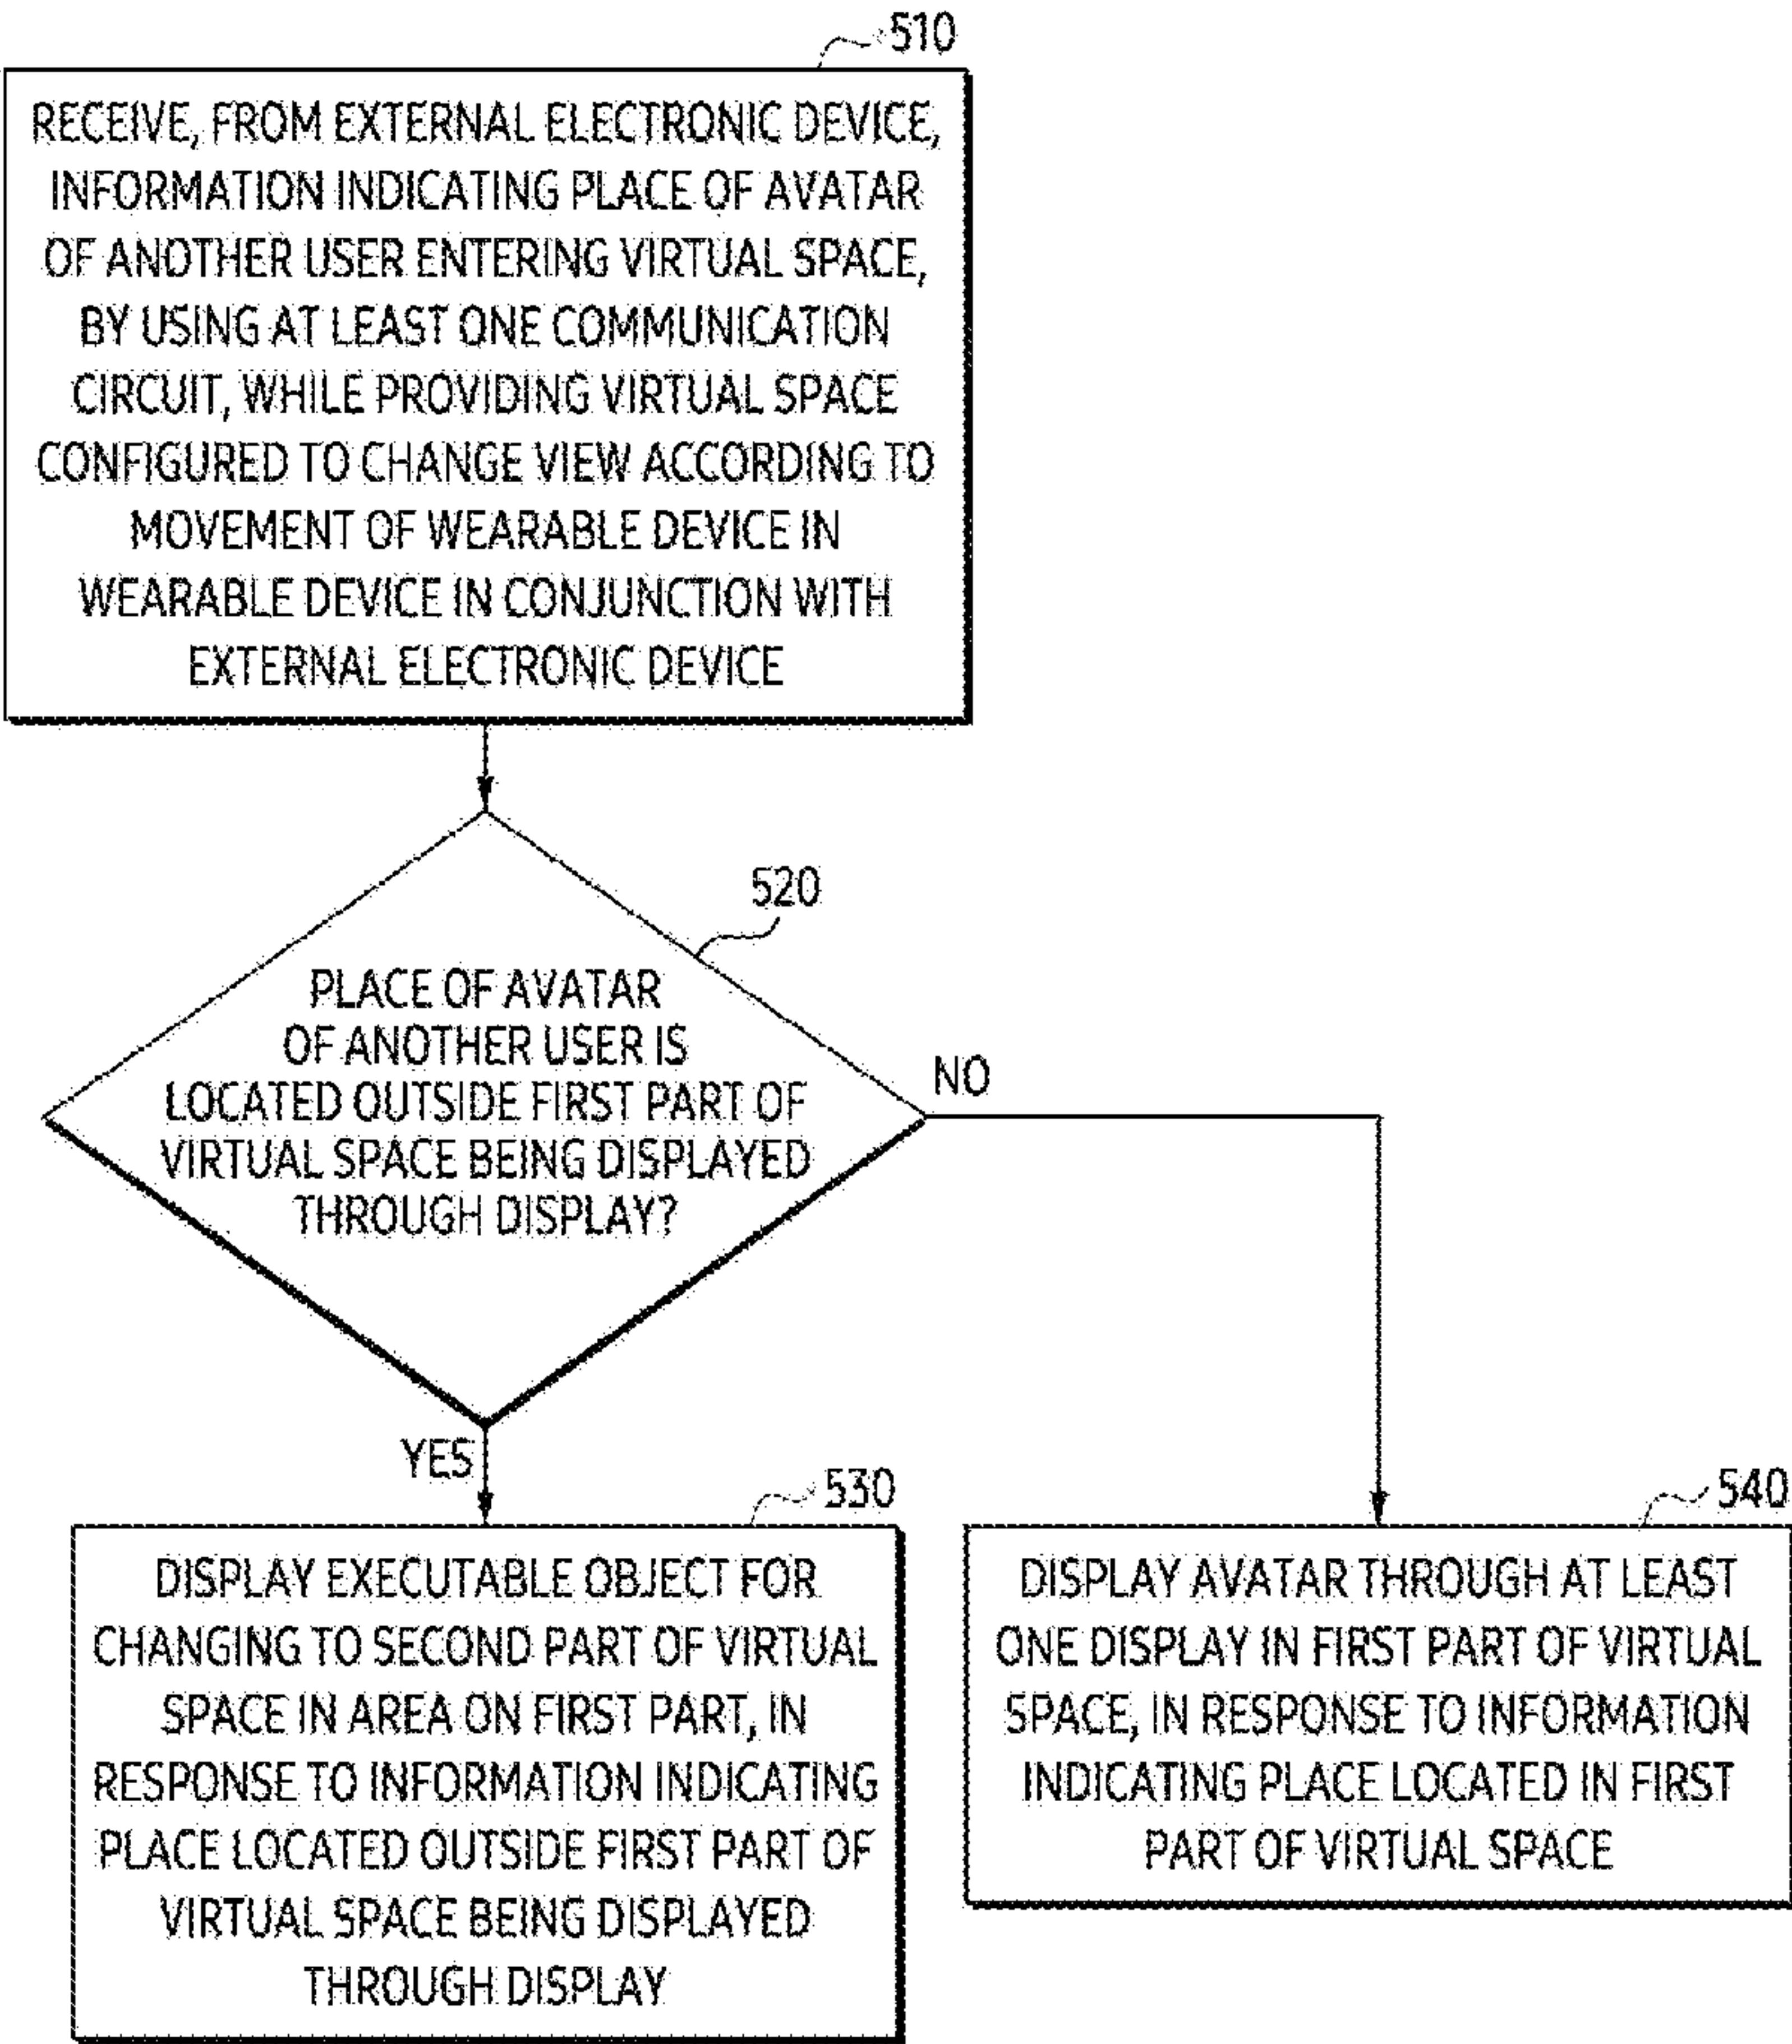 510
RECEIVE, FROM EXTERNAL ELECTRONIC DEVICE,
INFORMATION INDICATING PLACE OF AVATAR
OF ANOTHER USER ENTERING VIRTUAL SPACE,
BY USING AT LEAST ONE COMMUNICATION
CIRCUIT, WHILE PROVIDING VIRTUAL SPACE
CONFIGURED TO CHANGE VIEW ACCORDING TO
MOVEMENT OF WEARABLE DEVICE IN
WEARABLE DEVICE IN CONJUNCTION WITH
EXTERNAL ELECTRONIC DEVICE
520
PLACE OF AVATAR
OF ANOTHER USER IS
LOCATED OUTSIDE FIRST PART OF
VIRTUAL SPACE BEING DISPLAYED
THROUGH DISPLAY?
NO
YES
530
DISPLAY EXECUTABLE OBJECT FOR
CHANGING TO SECOND PART OF VIRTUAL
SPACE IN AREA ON FIRST PART, IN
RESPONSE TO INFORMATION INDICATING
PLACE LOCATED OUTSIDE FIRST PART OF
VIRTUAL SPACE BEING DISPLAYED
THROUGH DISPLAY
540
DISPLAY AVATAR THROUGH AT LEAST
ONE DISPLAY IN FIRST PART OF VIRTUAL
SPACE, IN RESPONSE TO INFORMATION
INDICATING PLACE LOCATED IN FIRST
PART OF VIRTUAL SPACE